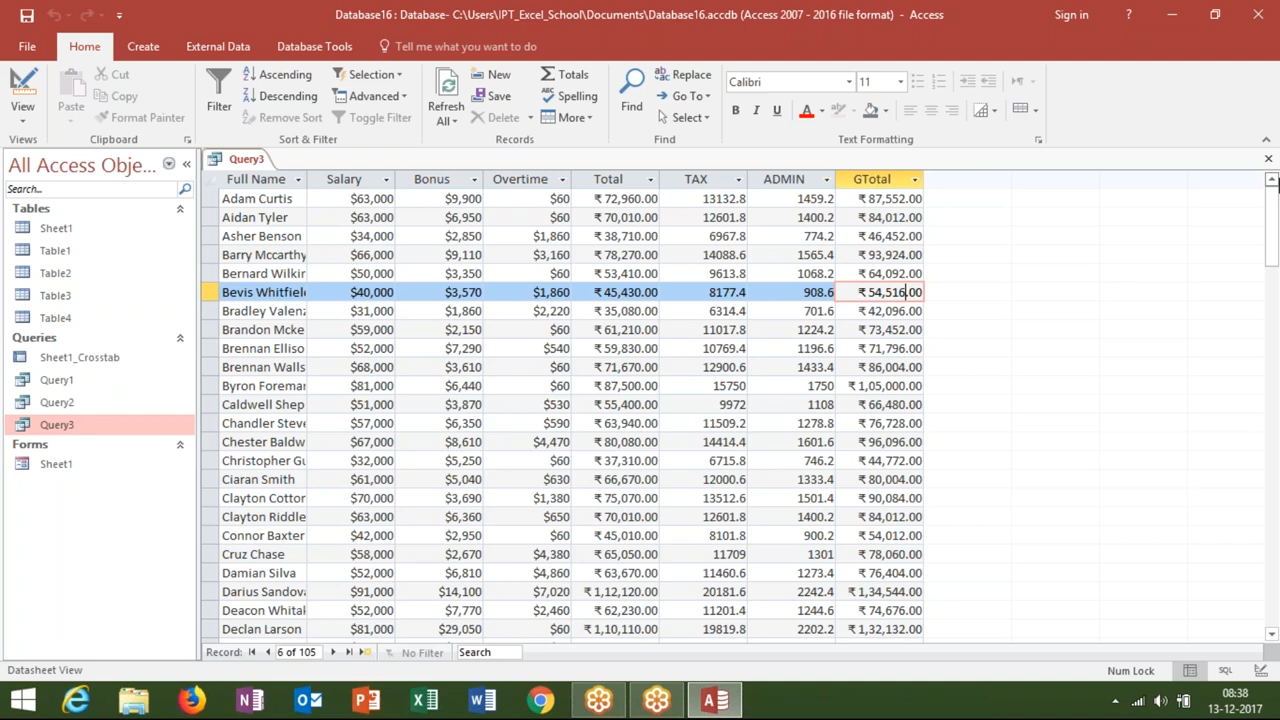 Database16 : Database- C:\Users\IPT_Excel_School\Documents\Database16.accdb (Access 2007 - 2016 file format) - Access
Sign in
?
File Home Create External Data Database Tools Tell me what you want to do
View
Views
Paste
Cut
Copy
Format Painter
Clipboard
Filter
Ascending
Descending
Remove Sort
Selection
Advanced
Toggle Filter
Sort & Filter
Refresh All
New
Save
Delete
Totals
Spelling
More
Records
Find
Replace
Go To
Select
Find
Calibri 11
B I U A
Text Formatting
All Access Obje...
Search...
Tables
Sheet1
Table1
Table2
Table3
Table4
Queries
Sheet1_Crosstab
Query1
Query2
Query3
Forms
Sheet1
Query3
Full Name Salary Bonus Overtime Total TAX ADMIN GTotal
Adam Curtis $63,000 $9,900 $60 ₹ 72,960.00 13132.8 1459.2 ₹ 87,552.00
Aidan Tyler $63,000 $6,950 $60 ₹ 70,010.00 12601.8 1400.2 ₹ 84,012.00
Asher Benson $34,000 $2,850 $1,860 ₹ 38,710.00 6967.8 774.2 ₹ 46,452.00
Barry Mccarthy $66,000 $9,110 $3,160 ₹ 78,270.00 14088.6 1565.4 ₹ 93,924.00
Bernard Wilkin $50,000 $3,350 $60 ₹ 53,410.00 9613.8 1068.2 ₹ 64,092.00
Bevis Whitfield $40,000 $3,570 $1,860 ₹ 45,430.00 8177.4 908.6 ₹ 54,516.00
Bradley Valenz $31,000 $1,860 $2,220 ₹ 35,080.00 6314.4 701.6 ₹ 42,096.00
Brandon Mcke $59,000 $2,150 $60 ₹ 61,210.00 11017.8 1224.2 ₹ 73,452.00
Brennan Elliso $52,000 $7,290 $540 ₹ 59,830.00 10769.4 1196.6 ₹ 71,796.00
Brennan Walls $68,000 $3,610 $60 ₹ 71,670.00 12900.6 1433.4 ₹ 86,004.00
Byron Foreman $81,000 $6,440 $60 ₹ 87,500.00 15750 1750 ₹ 1,05,000.00
Caldwell Shep $51,000 $3,870 $530 ₹ 55,400.00 9972 1108 ₹ 66,480.00
Chandler Steve $57,000 $6,350 $590 ₹ 63,940.00 11509.2 1278.8 ₹ 76,728.00
Chester Baldw $67,000 $8,610 $4,470 ₹ 80,080.00 14414.4 1601.6 ₹ 96,096.00
Christopher Gu $32,000 $5,250 $60 ₹ 37,310.00 6715.8 746.2 ₹ 44,772.00
Ciaran Smith $61,000 $5,040 $630 ₹ 66,670.00 12000.6 1333.4 ₹ 80,004.00
Clayton Cotton $70,000 $3,690 $1,380 ₹ 75,070.00 13512.6 1501.4 ₹ 90,084.00
Clayton Riddle $63,000 $6,360 $650 ₹ 70,010.00 12601.8 1400.2 ₹ 84,012.00
Connor Baxter $42,000 $2,950 $60 ₹ 45,010.00 8101.8 900.2 ₹ 54,012.00
Cruz Chase $58,000 $2,670 $4,380 ₹ 65,050.00 11709 1301 ₹ 78,060.00
Damian Silva $52,000 $6,810 $4,860 ₹ 63,670.00 11460.6 1273.4 ₹ 76,404.00
Darius Sandova $91,000 $14,100 $7,020 ₹ 1,12,120.00 20181.6 2242.4 ₹ 1,34,544.00
Deacon Whitak $52,000 $7,770 $2,460 ₹ 62,230.00 11201.4 1244.6 ₹ 74,676.00
Declan Larson $81,000 $29,050 $60 ₹ 1,10,110.00 19819.8 2202.2 ₹ 1,32,132.00
Record: 6 of 105 No Filter Search
Datasheet View
Num Lock
SQL
08:38
13-12-2017